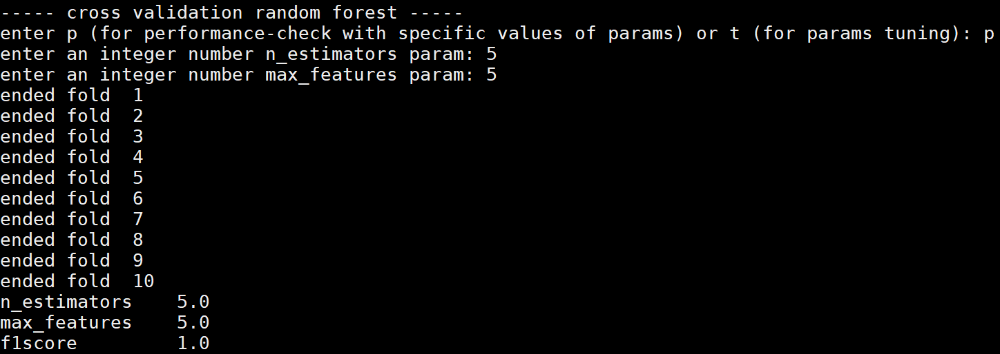 ----- cross validation random forest -----
enter p (for performance-check with specific values of params) or t (for params tuning): p
enter an integer number n_estimators param: 5
enter an integer number max_features param: 5
ended fold  1
ended fold  2
ended fold  3
ended fold  4
ended fold  5
ended fold  6
ended fold  7
ended fold  8
ended fold  9
ended fold  10
n_estimators    5.0
max_features    5.0
f1score         1.0